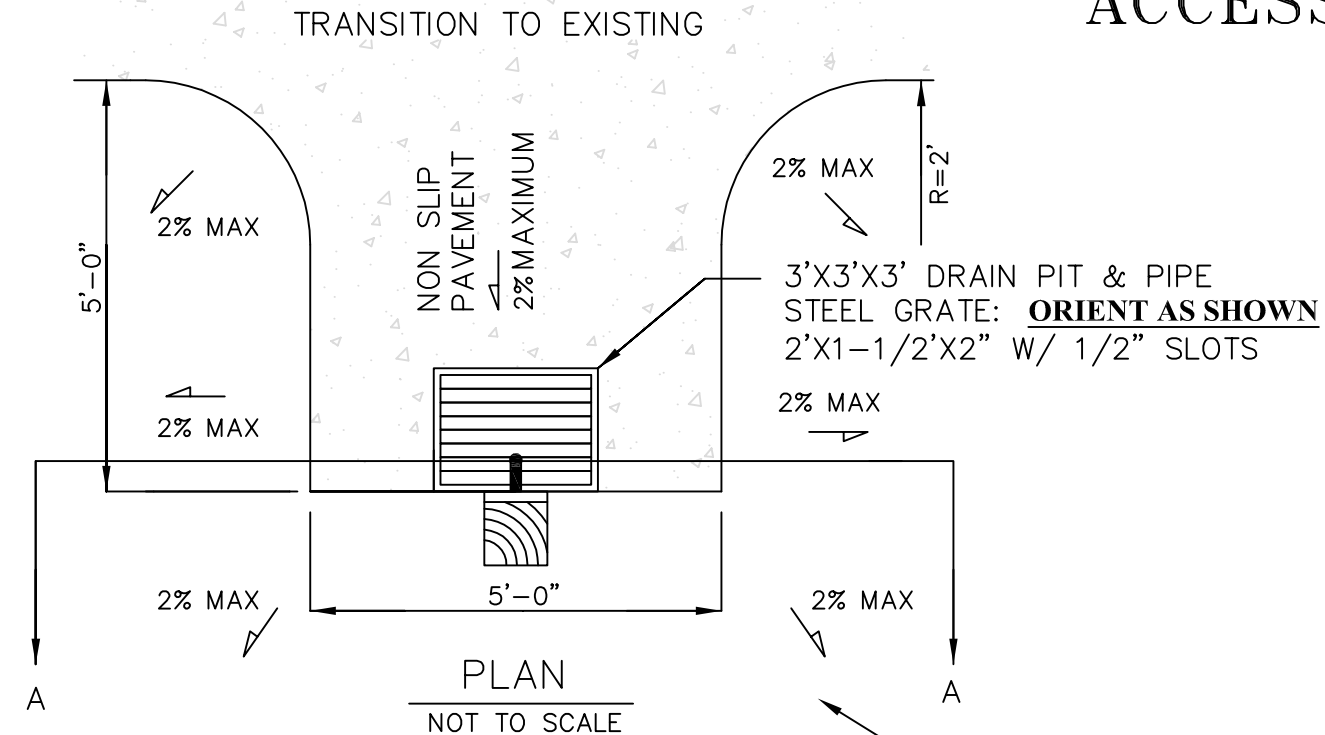 ACCESS
TRANSITION TO EXISTING
NON SLIP
PAVEMENT
2% MAXIMUM
2% MAX
2% MAX
R=2'
5'-0"
3'X3'X3' DRAIN PIT & PIPE
STEEL GRATE: ORIENT AS SHOWN
2'X1-1/2'X2" W/ 1/2" SLOTS
2% MAX
2% MAX
2% MAX
5'-0"
2% MAX
A
PLAN
A
NOT TO SCALE